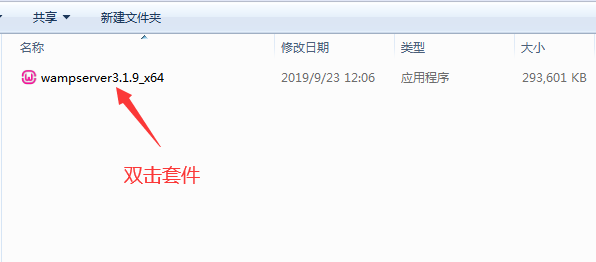 共享 新建文件夹
名称 修改日期 类型 大小
wampserver3.1.9_x64 2019/9/23 12:06 应用程序 293,601 KB
双击套件